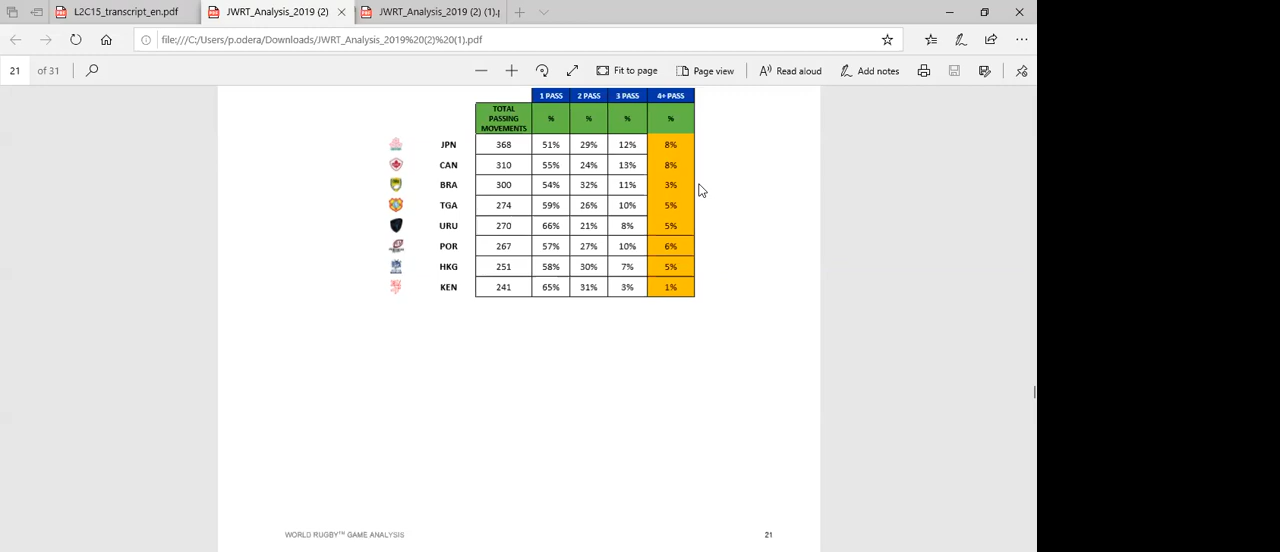 L2C15_transcript_en.pdf
JWRT_Analysis_2019 (2)
JWRT_Analysis_2019 (2) (1).p
file:///C:/Users/p.odera/Downloads/JWRT_Analysis_2019%20(2)%20(1).pdf
21 of 31
Fit to page
Page view
Read aloud
Add notes
1 PASS 2 PASS 3 PASS 4+ PASS
TOTAL PASSING MOVEMENTS % % % %
JPN 368 51% 29% 12% 8%
CAN 310 55% 24% 13% 8%
BRA 300 54% 32% 11% 3%
TGA 274 59% 26% 10% 5%
URU 270 66% 21% 8% 5%
POR 267 57% 27% 10% 6%
HKG 251 58% 30% 7% 5%
KEN 241 65% 31% 3% 1%
WORLD RUGBY™ GAME ANALYSIS
21